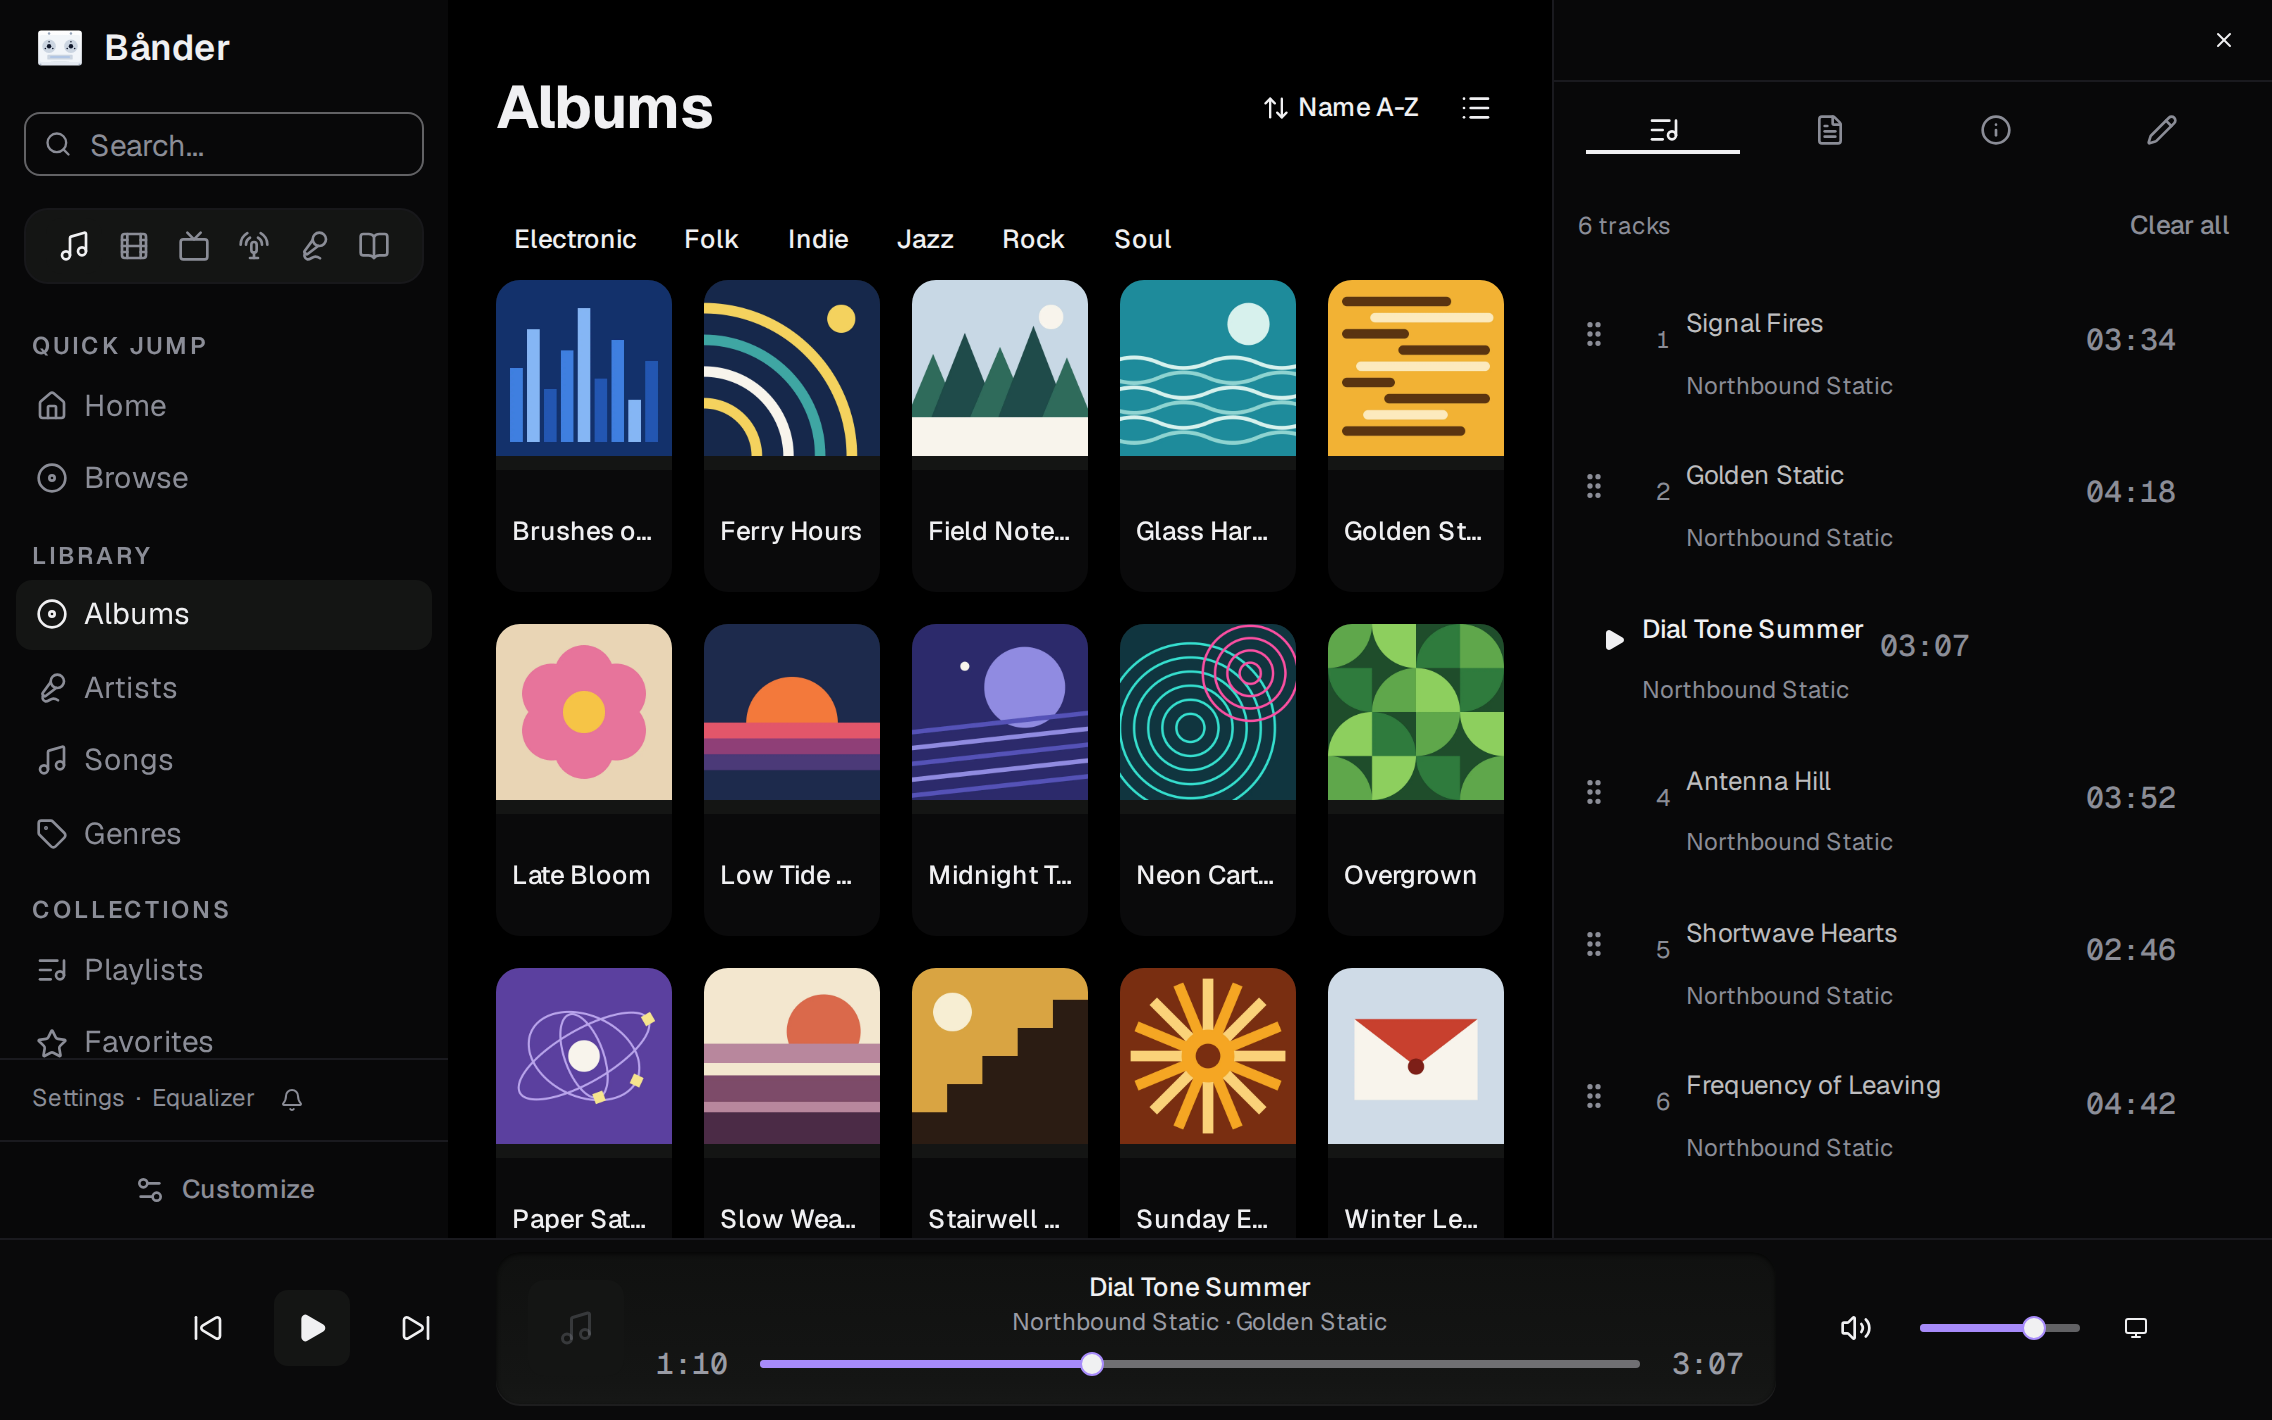 Bånder
Search...
QUICK JUMP
Home
Browse
LIBRARY
Albums
Artists
Songs
Genres
COLLECTIONS
Playlists
Favorites
Settings · Equalizer
Customize
Albums
Name A-Z
Electronic Folk Indie Jazz Rock Soul
Brushes o... Ferry Hours Field Note... Glass Har... Golden St...
Late Bloom Low Tide ... Midnight T... Neon Cart... Overgrown
Paper Sat... Slow Wea... Stairwell ... Sunday E... Winter Le...
6 tracks Clear all
1 Signal Fires 03:34
Northbound Static
2 Golden Static 04:18
Northbound Static
Dial Tone Summer 03:07
Northbound Static
4 Antenna Hill 03:52
Northbound Static
5 Shortwave Hearts 02:46
Northbound Static
6 Frequency of Leaving 04:42
Northbound Static
Dial Tone Summer
Northbound Static · Golden Static
1:10 3:07